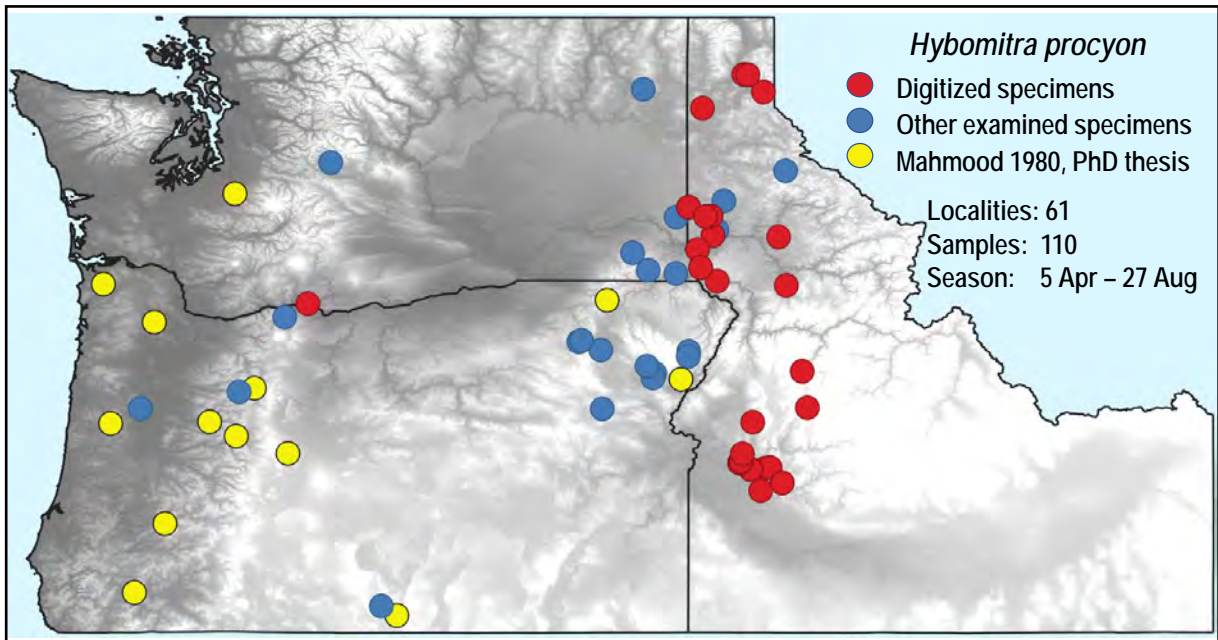 Hybomitra procyon
Digitized specimens
Other examined specimens
Mahmood 1980, PhD thesis
Localities: 61
Samples: 110
Season: 5 Apr – 27 Aug